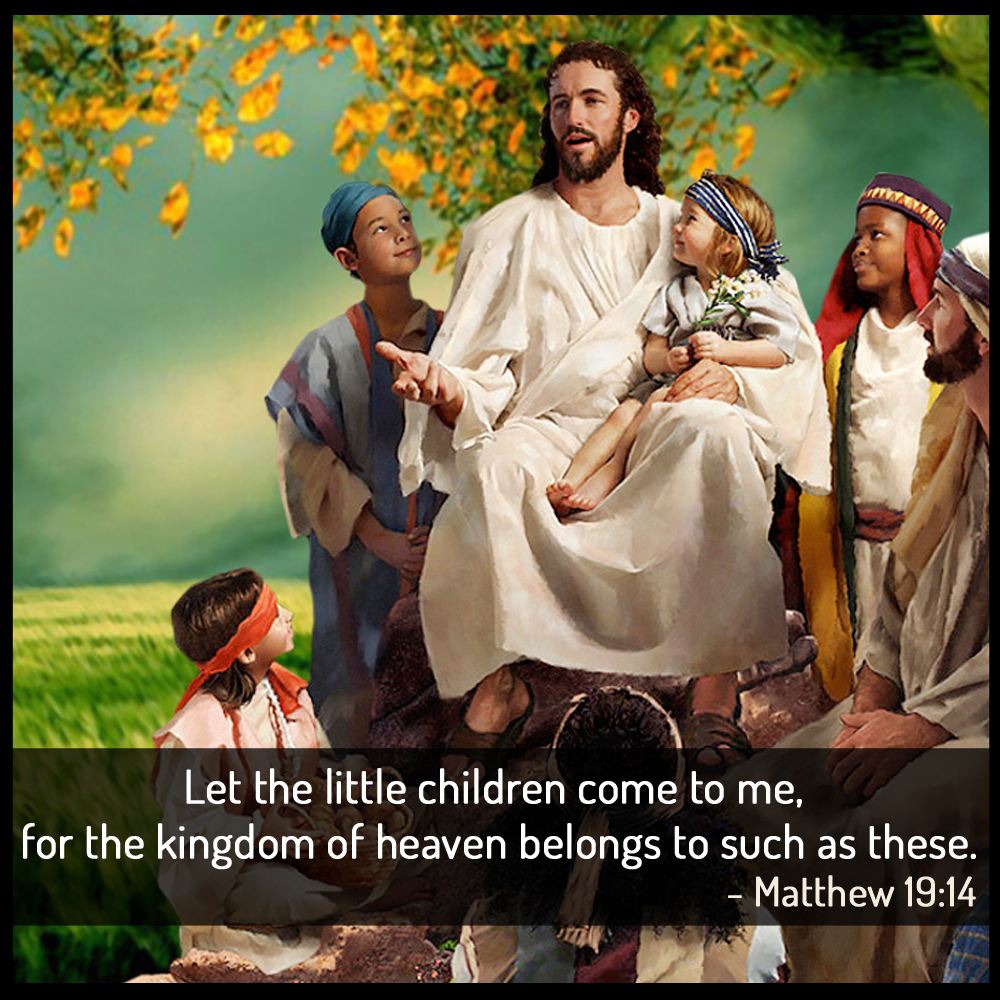 Let the little children come to me,
for the kingdom of heaven belongs to such as these.
– Matthew 19:14